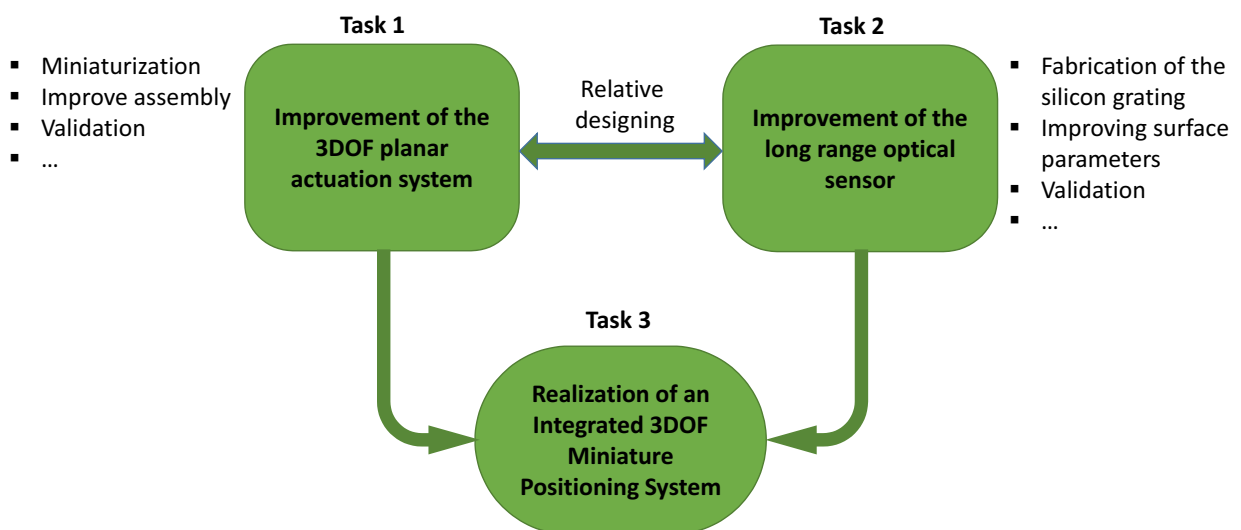 Task 1
▪ Miniaturization
▪ Improve assembly
▪ Validation
▪ ...
Improvement of the
3DOF planar
actuation system
Relative
designing
Task 2
Improvement of the
long range optical
sensor
▪ Fabrication of the
silicon grating
▪ Improving surface
parameters
▪ Validation
▪ ...
Task 3
Realization of an
Integrated 3DOF
Miniature
Positioning System